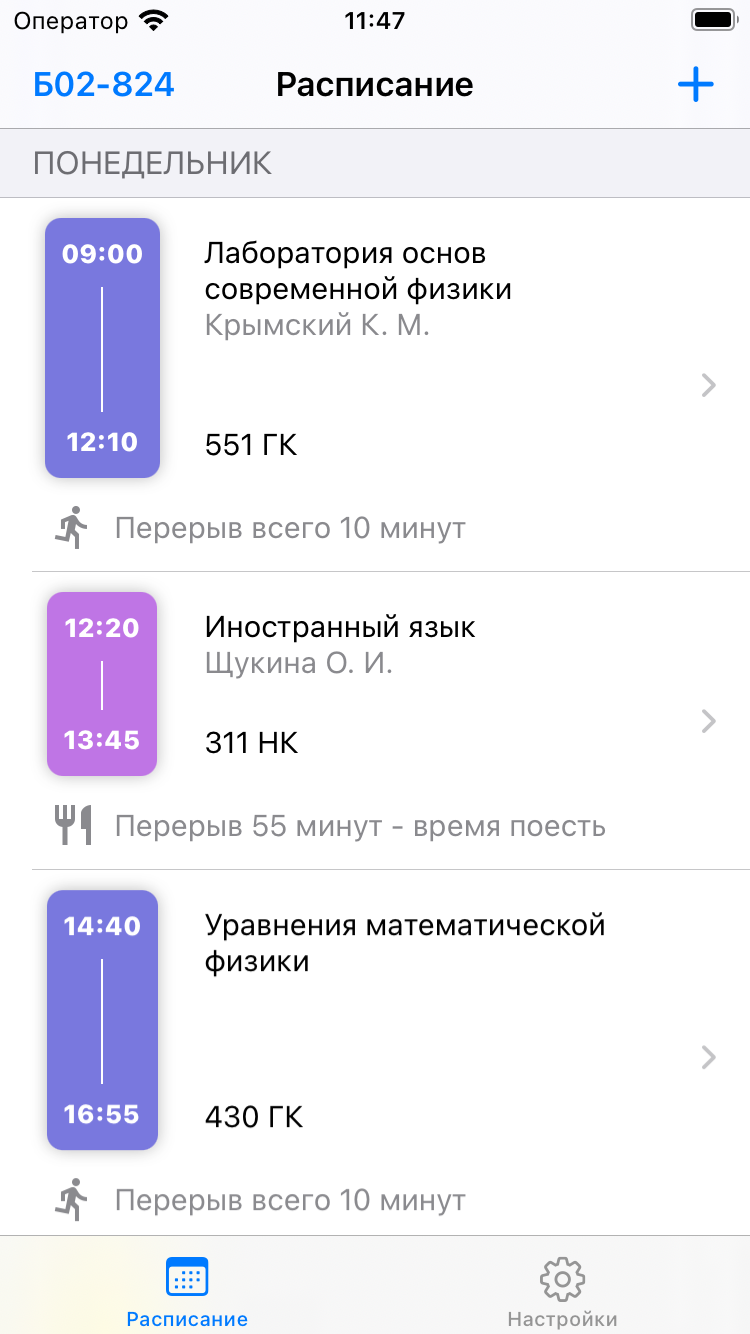 Оператор 11:47
Б02-824 Расписание
ПОНЕДЕЛЬНИК
09:00
Лаборатория основ
современной физики
Крымский К. М.
12:10 551 ГК
Перерыв всего 10 минут
12:20 Иностранный язык
Щукина О. И.
13:45 311 НК
Перерыв 55 минут - время поесть
14:40 Уравнения математической
физики
16:55 430 ГК
Перерыв всего 10 минут
Расписание Настройки